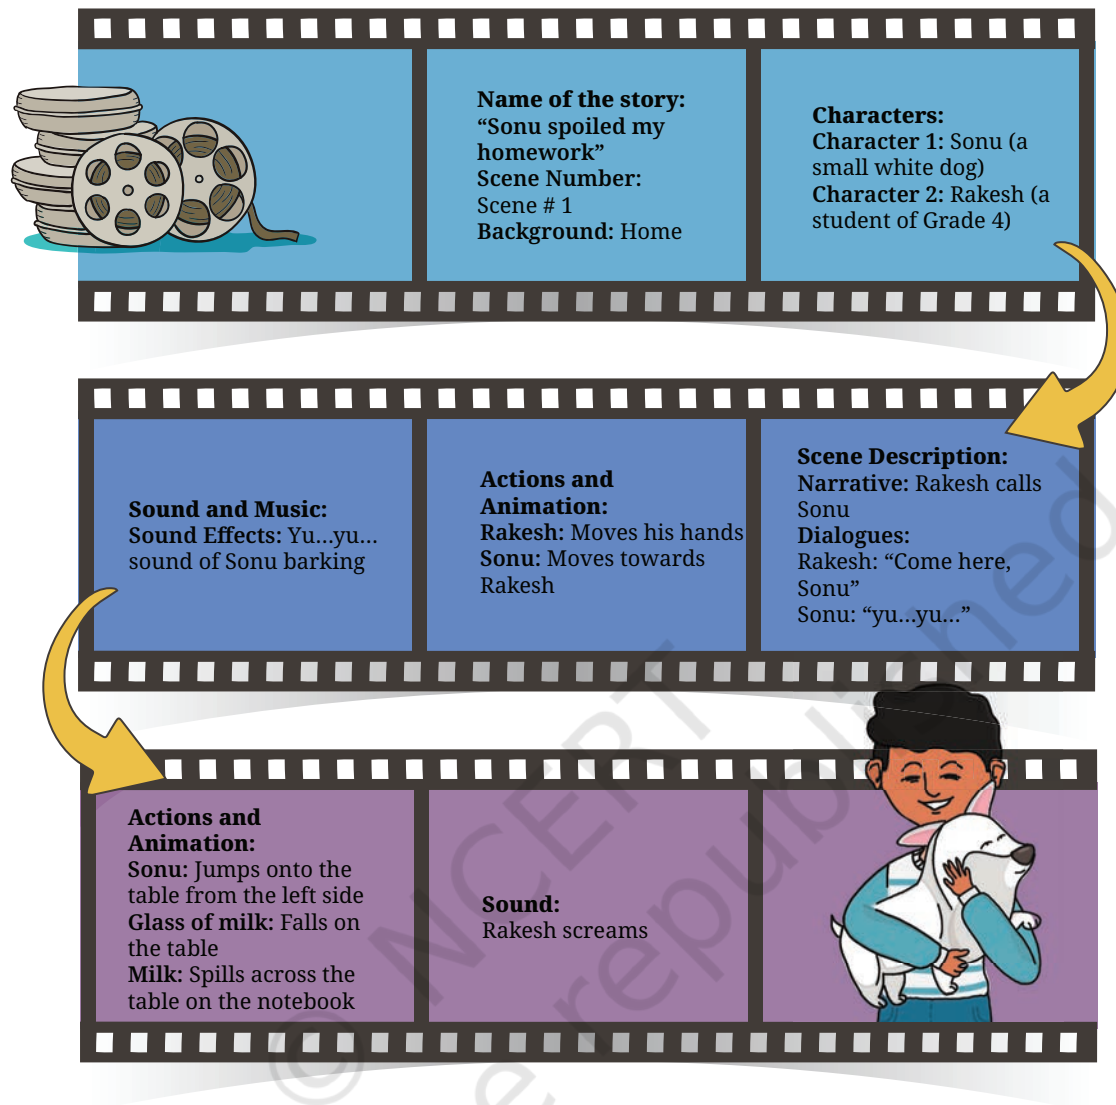 Name of the story:
“Sonu spoiled my
homework”
Scene Number:
Scene # 1
Background: Home
Characters:
Character 1: Sonu (a
small white dog)
Character 2: Rakesh (a
student of Grade 4)
Scene Description:
Narrative: Rakesh calls
Sonu
Dialogues:
Rakesh: “Come here,
Sonu”
Sonu: “yu...yu...”
Actions and
Animation:
Rakesh: Moves his hands
Sonu: Moves towards
Rakesh
Sound and Music:
Sound Effects: Yu...yu...
sound of Sonu barking
Actions and
Animation:
Sonu: Jumps onto the
table from the left side
Glass of milk: Falls on
the table
Milk: Spills across the
table on the notebook
Sound:
Rakesh screams
© NCERT
republished